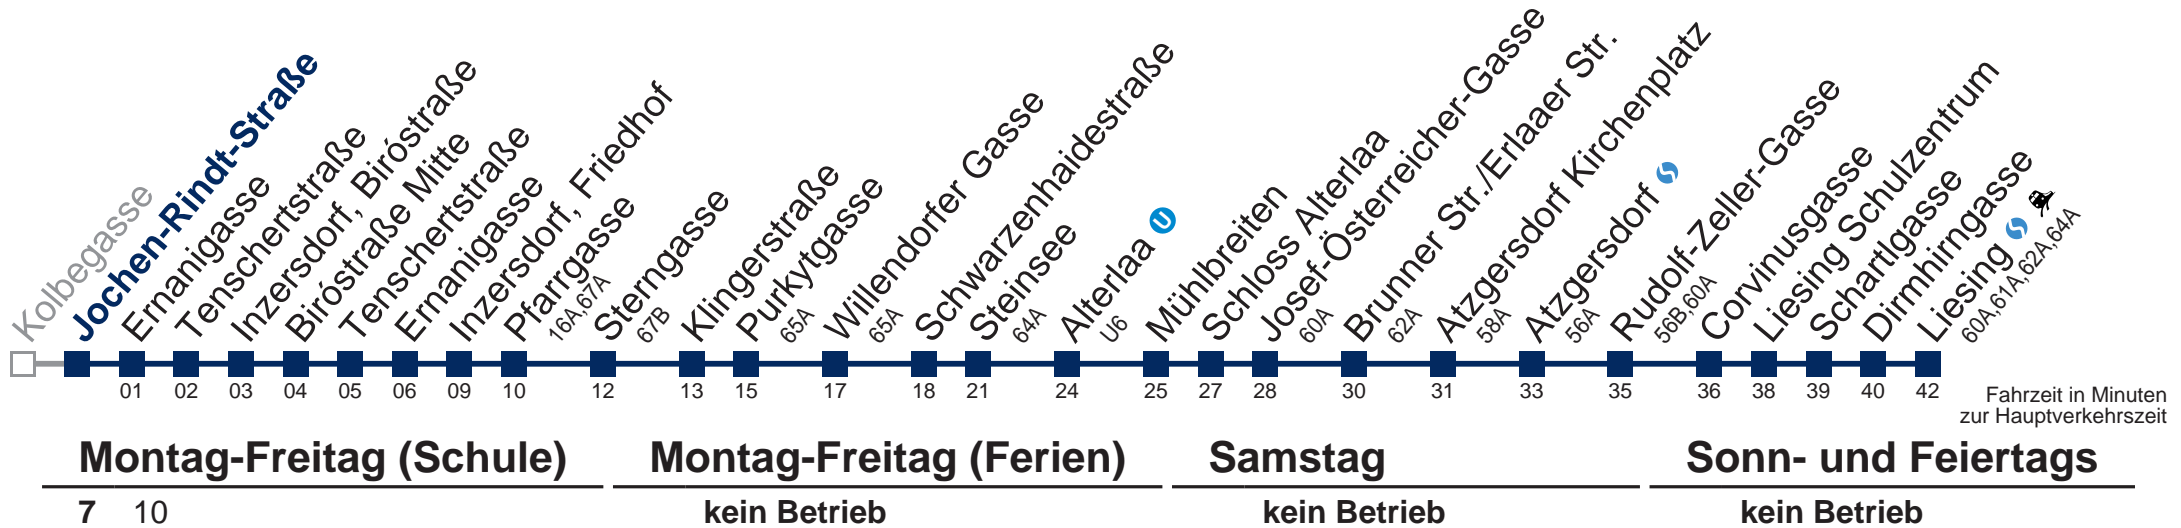 Kolbegasse
Jochen-Rindt-Straße
Ernanigasse
Tenschertstraße
Inzersdorf, Biróstraße
Biróstraße Mitte
Tenschertstraße
Ernanigasse
Inzersdorf, Friedhof
Pfarrgasse
16A,67A
Sterngasse
67B
Klingerstraße
Purkytgasse
65A
Willendorfer Gasse
65A
Schwarzenhaidestraße
Steinsee
64A
Alterlaa U
U6
Mühlbreiten
Schloss Alterlaa
Josef-Österreicher-Gasse
60A
Brunner Str./Erlaaer Str.
62A
Atzgersdorf Kirchenplatz
58A
Atzgersdorf
56A
Rudolf-Zeller-Gasse
56B,60A
Corvinusgasse
Liesing Schulzentrum
Schartlgasse
Dirmhirngasse
Liesing
60A,61A,62A,64A
01 02 03 04 05 06 09 10 12 13 15 17 18 21 24 25 27 28 30 31 33 35 36 38 39 40 42
Fahrzeit in Minuten
zur Hauptverkehrszeit
Montag-Freitag (Schule) Montag-Freitag (Ferien) Samstag Sonn- und Feiertags
7 10 kein Betrieb kein Betrieb kein Betrieb